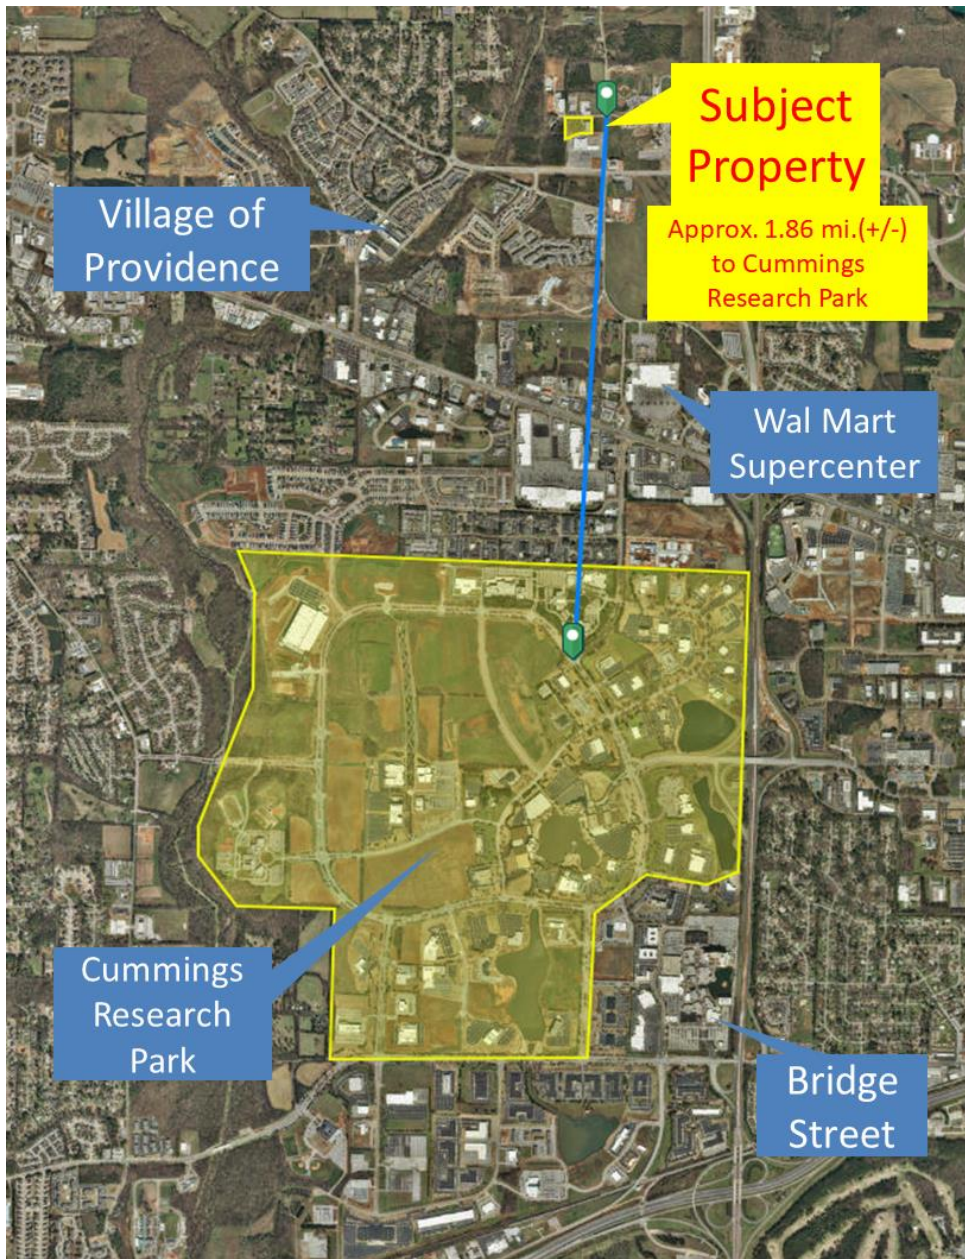 Subject
Property
Approx. 1.86 mi.(+/-)
to Cummings
Research Park
Village of
Providence
Wal Mart
Supercenter
Cummings
Research
Park
Bridge
Street